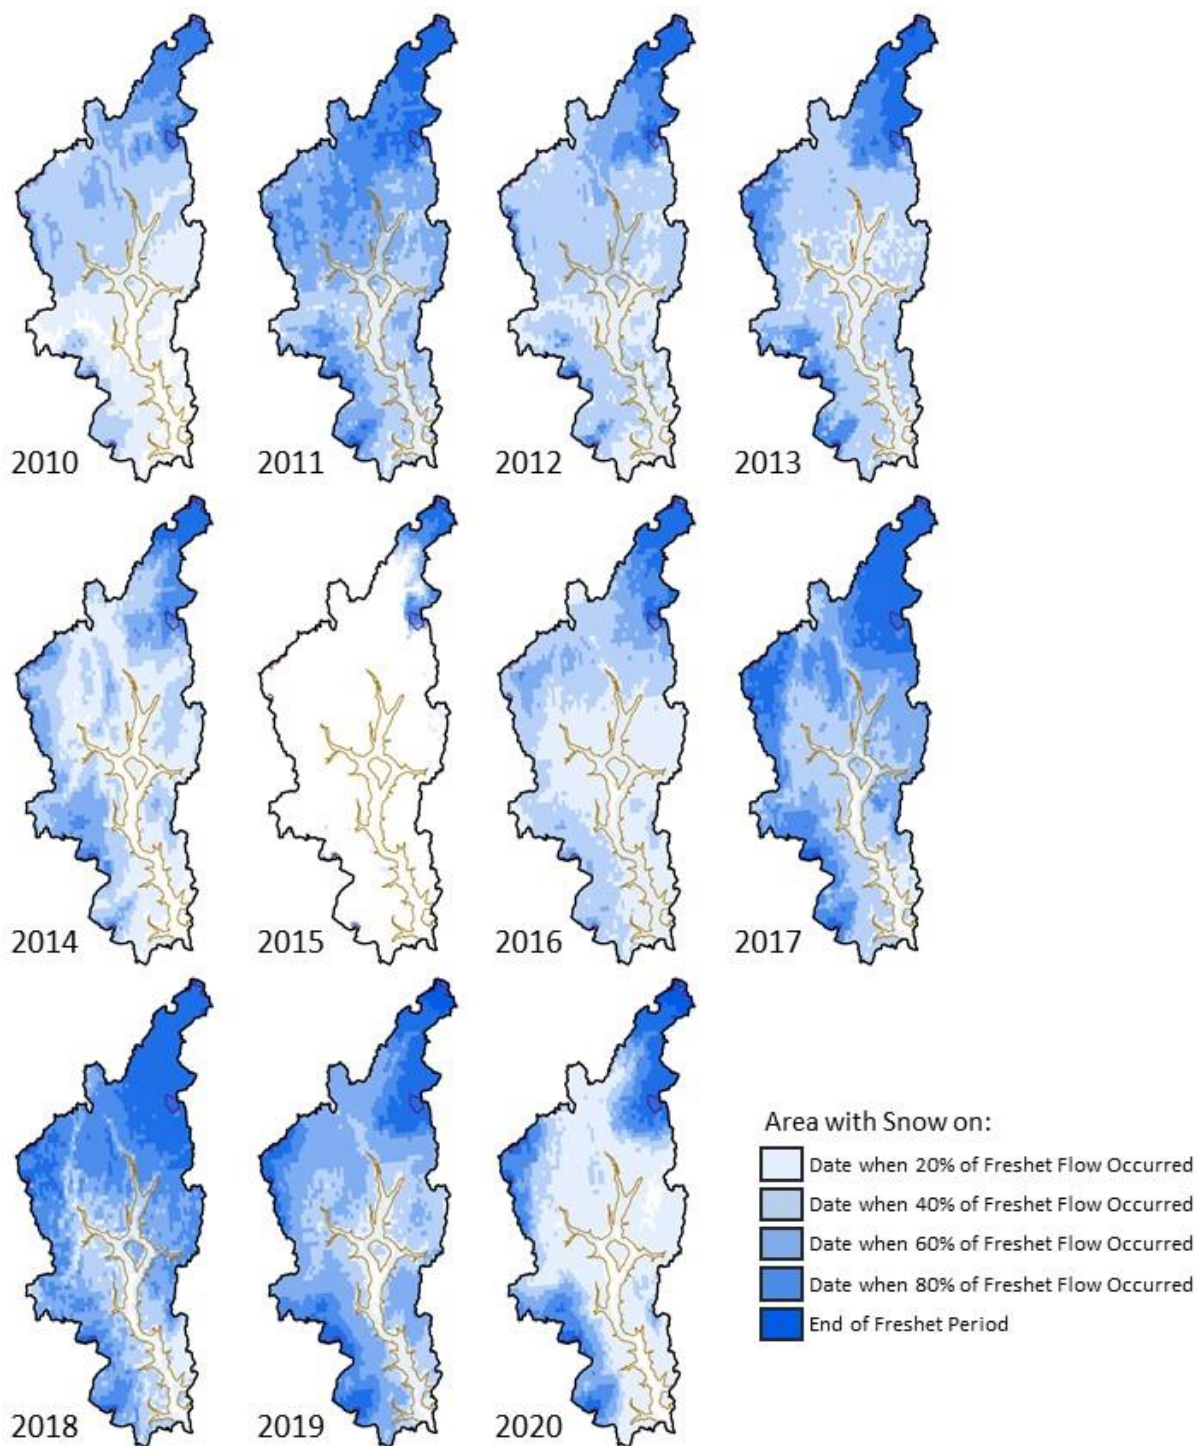 2010
2011
2012
2013
2014
2015
2016
2017
2018
2019
2020
Area with Snow on:
Date when 20% of Freshet Flow Occurred
Date when 40% of Freshet Flow Occurred
Date when 60% of Freshet Flow Occurred
Date when 80% of Freshet Flow Occurred
End of Freshet Period